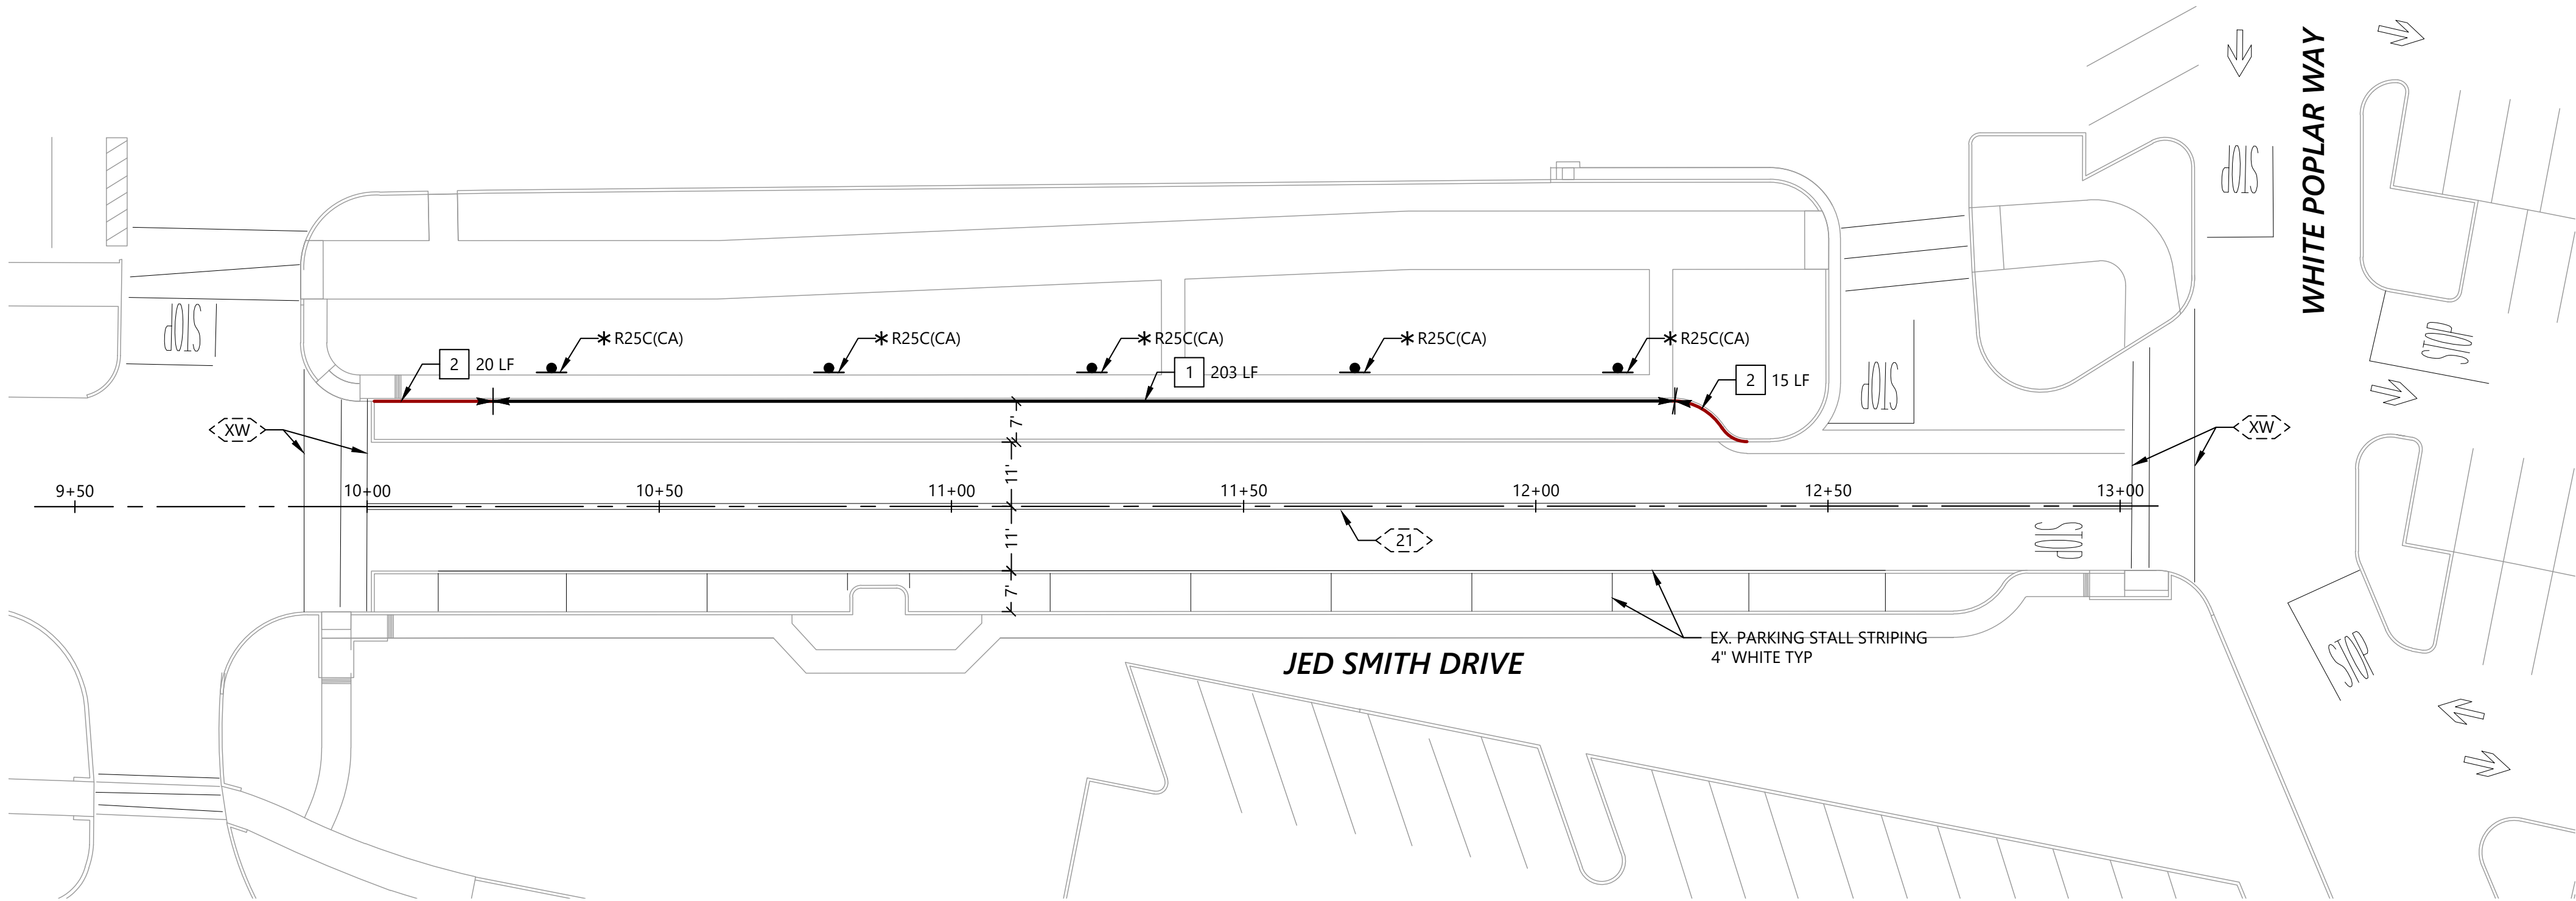 WHITE POPLAR WAY
STOP
STOP
STOP
STOP
R25C(CA)
R25C(CA)
R25C(CA)
R25C(CA)
R25C(CA)
2 20 LF
1 203 LF
2 15 LF
7'
XW
XW
11'
9+50
10+00
10+50
11+00
11+50
12+00
12+50
13+00
11'
21
STOP
7'
EX. PARKING STALL STRIPING
4" WHITE TYP
JED SMITH DRIVE
STOP